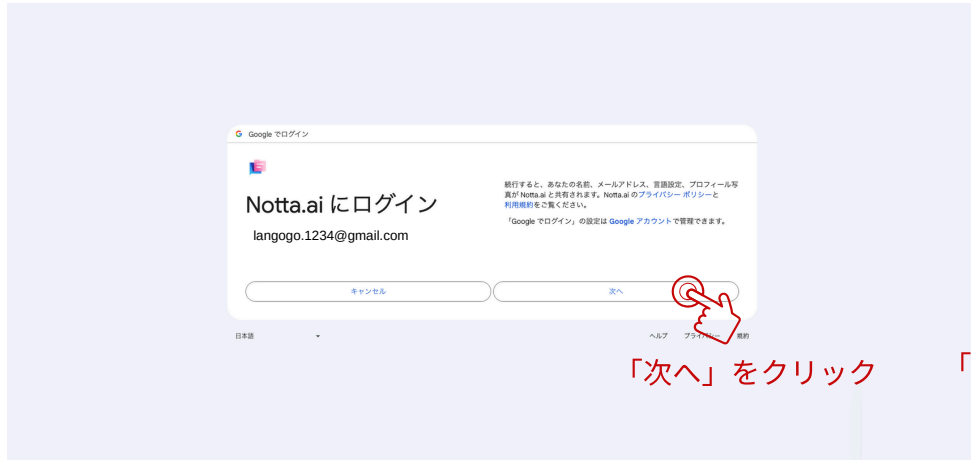 Google でログイン
Notta.ai にログイン
langogo.1234@gmail.com
続行すると、あなたの名前、メールアドレス、言語設定、プロフィール写
真が Notta.ai と共有されます。Notta.ai のプライバシー ポリシーと
利用規約をご覧ください。
「Google でログイン」の設定は Google アカウントで管理できます。
キャンセル
次へ
日本語
ヘルプ
プライバシー
規約
「次へ」をクリック
「